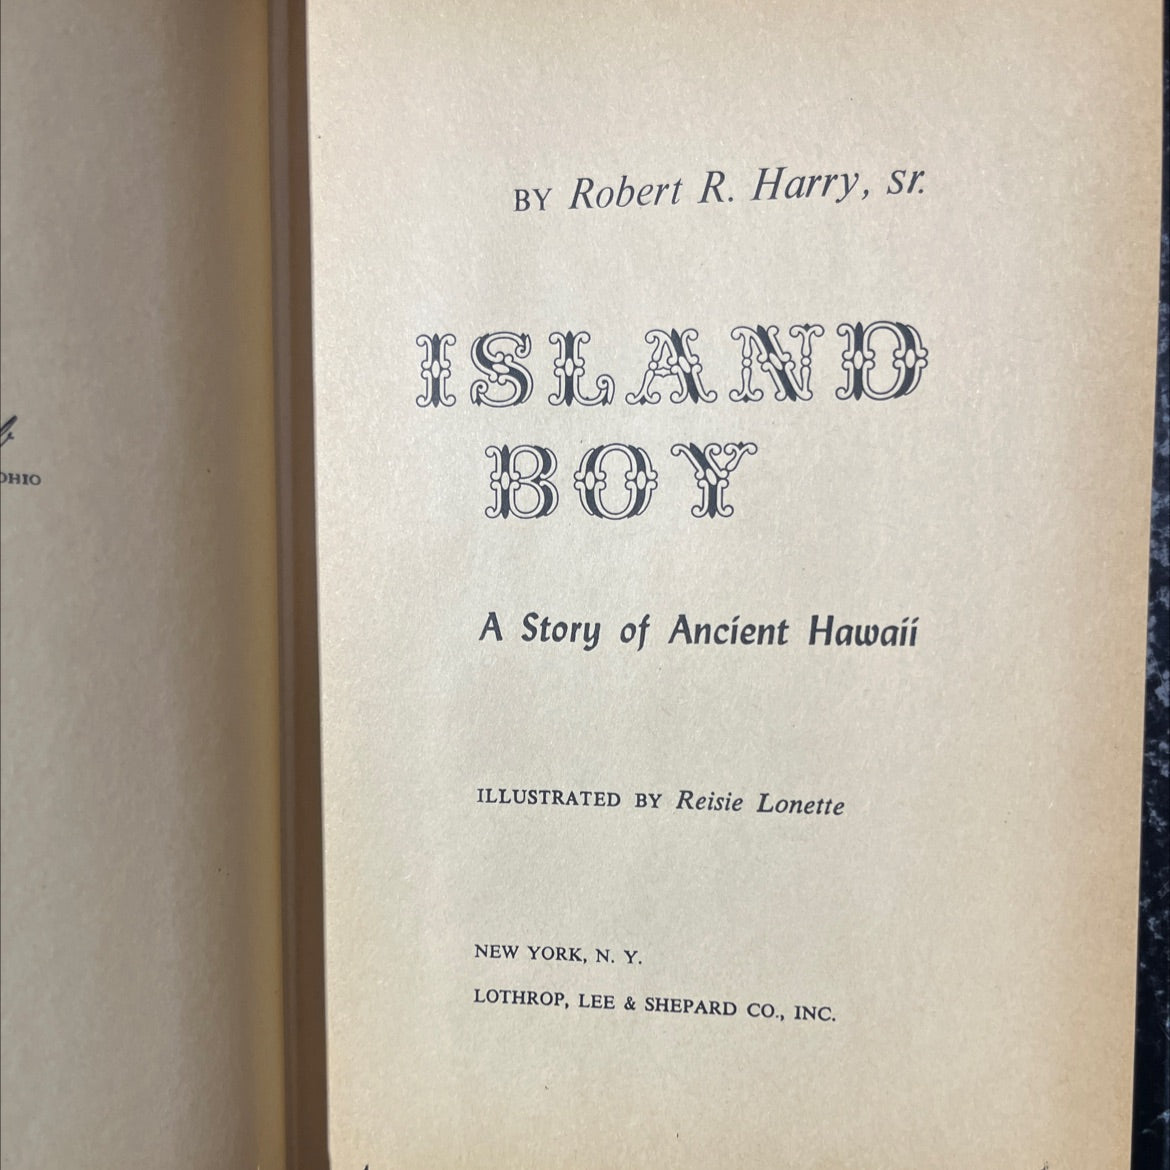 BY Robert R. Harry, sr.
ISLAND
BOY
A Story of Ancient Hawaii
ILLUSTRATED BY Reisie Lonette
NEW YORK, N. Y.
LOTHROP, LEE & SHEPARD CO., INC.
OHIO